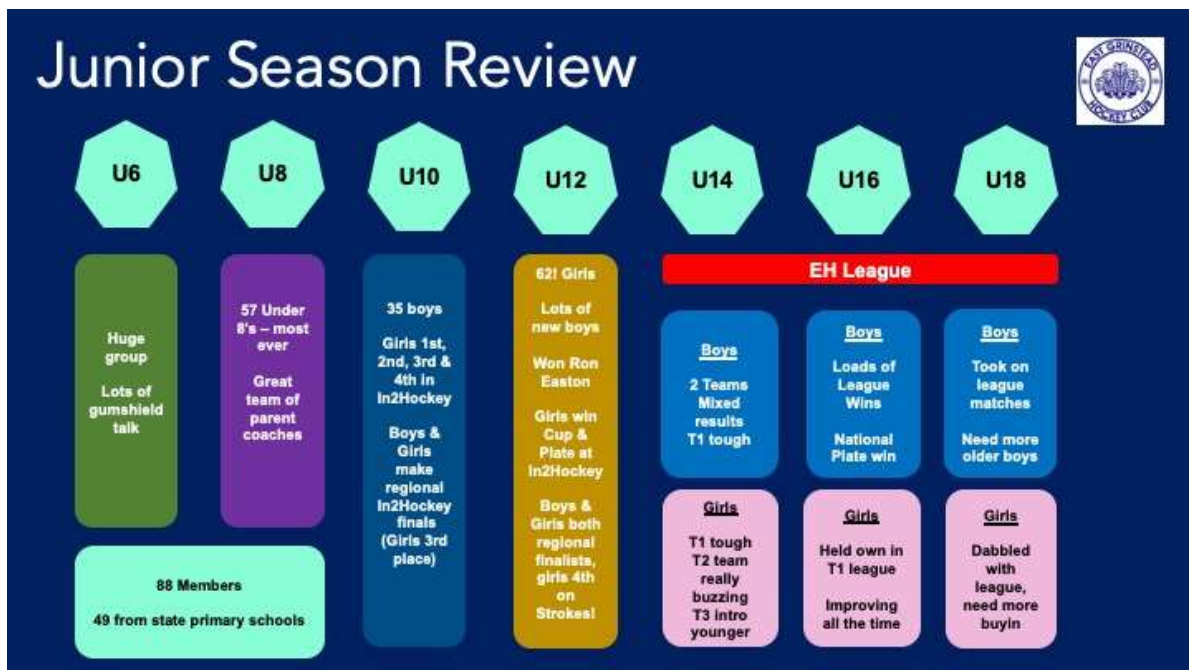 Junior Season Review
EAST GRINSTEAD
HOCKEY CLUB
U6
U8
U10
U12
U14
U16
U18
Huge
group
Lots of
gumshield
talk
57 Under
8's – most
ever
Great
team of
parent
coaches
88 Members
49 from state primary schools
35 boys
Girls 1st,
2nd, 3rd &
4th in
In2Hockey
Boys &
Girls
make
regional
In2Hockey
finals
(Girls 3rd
place)
62! Girls
Lots of
new boys
Won Ron
Easton
Girls win
Cup &
Plate at
In2Hockey
Boys &
Girls both
regional
finalists,
girls 4th
on
Strokes!
EH League
Boys
2 Teams
Mixed
results
T1 tough
Girls
T1 tough
T2 team
really
buzzing
T3 intro
younger
Boys
Loads of
League
Wins
National
Plate win
Girls
Held own in
T1 league
Improving
all the time
Boys
Took on
league
matches
Need more
older boys
Girls
Dabbled
with
league,
need more
buyin